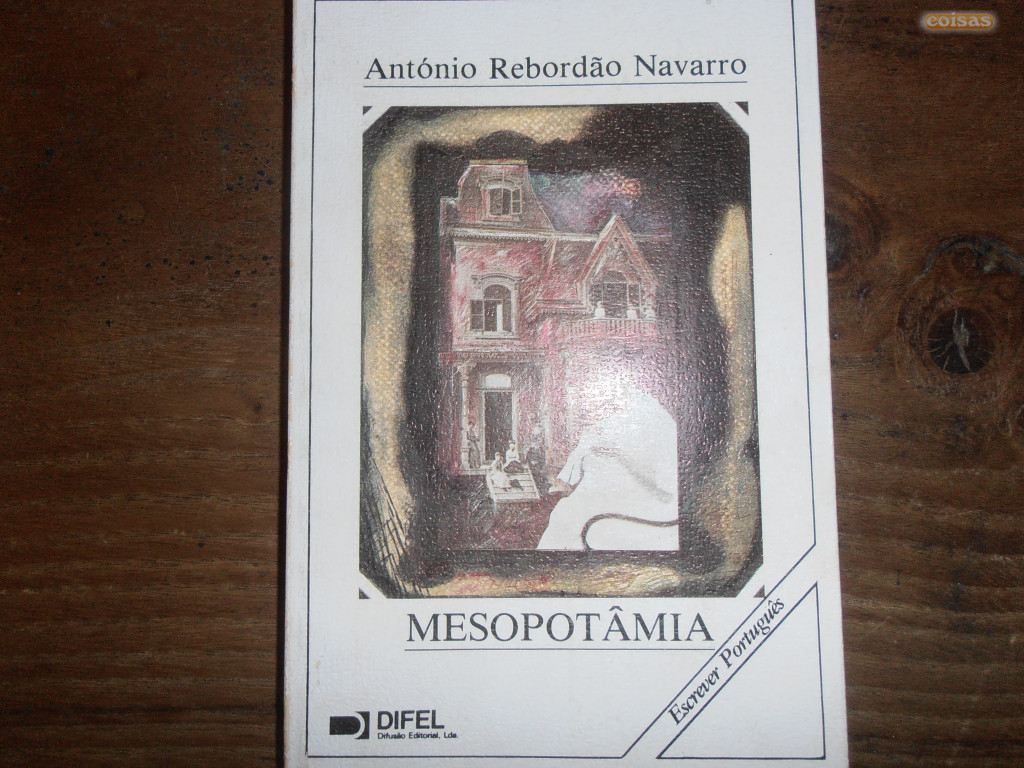 coisas
António Rebordão Navarro
MESOPOTÂMIA
Escrever Português
DIFEL
Difusão Editorial, Lda.